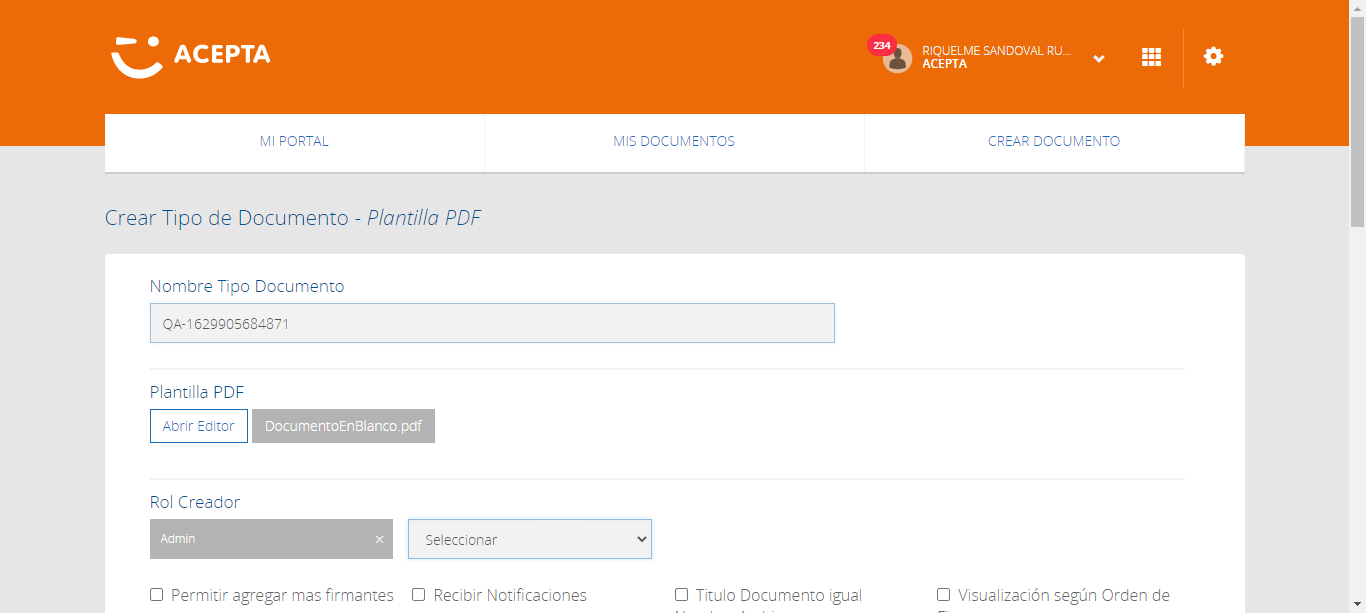 ACEPTA
234
RIQUELME SANDOVAL RU...
ACEPTA
MI PORTAL
MIS DOCUMENTOS
CREAR DOCUMENTO
Crear Tipo de Documento - Plantilla PDF
Nombre Tipo Documento
QA-1629905684871
Plantilla PDF
Abrir Editor
DocumentoEnBlanco.pdf
Rol Creador
Admin ×
Seleccionar
Permitir agregar mas firmantes
Recibir Notificaciones
Titulo Documento igual
Visualización según Orden de